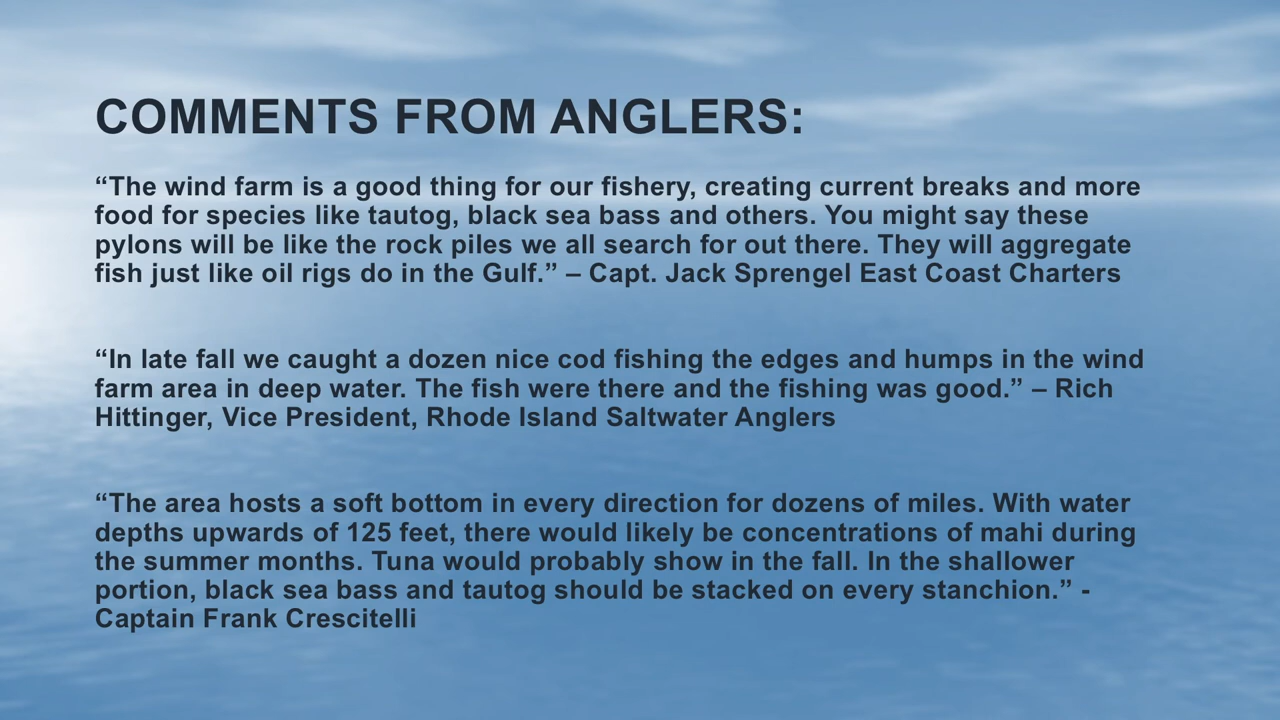 COMMENTS FROM ANGLERS:
“The wind farm is a good thing for our fishery, creating current breaks and more
food for species like tautog, black sea bass and others. You might say these
pylons will be like the rock piles we all search for out there. They will aggregate
fish just like oil rigs do in the Gulf.” – Capt. Jack Sprengel East Coast Charters
“In late fall we caught a dozen nice cod fishing the edges and humps in the wind
farm area in deep water. The fish were there and the fishing was good.” – Rich
Hittinger, Vice President, Rhode Island Saltwater Anglers
“The area hosts a soft bottom in every direction for dozens of miles. With water
depths upwards of 125 feet, there would likely be concentrations of mahi during
the summer months. Tuna would probably show in the fall. In the shallower
portion, black sea bass and tautog should be stacked on every stanchion.” -
Captain Frank Crescitelli